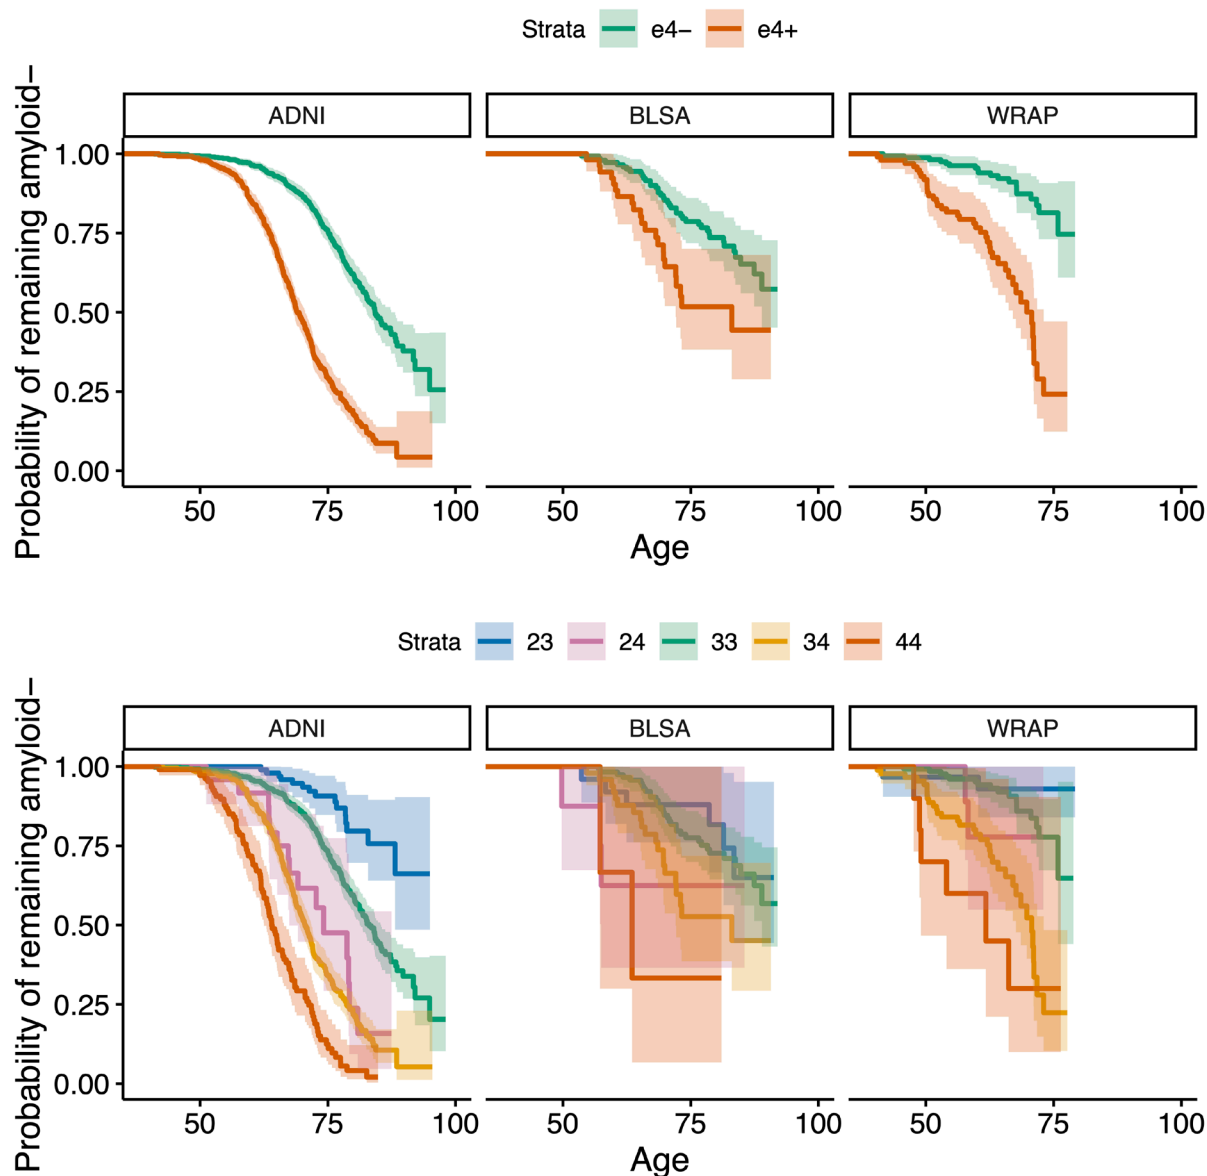 Strata e4− e4+
ADNI BLSA WRAP
Probability of remaining amyloid−
1.00
0.75
0.50
0.25
0.00
50 75 100 50 75 100 50 75 100
Age
Strata 23 24 33 34 44
ADNI BLSA WRAP
Probability of remaining amyloid−
1.00
0.75
0.50
0.25
0.00
50 75 100 50 75 100 50 75 100
Age